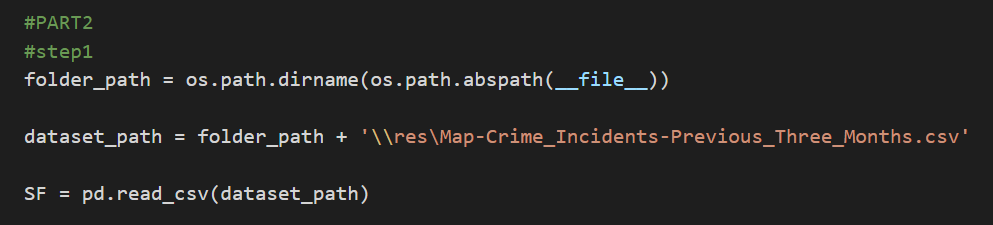 #PART2
#step1
folder_path = os.path.dirname(os.path.abspath(__file__))
dataset_path = folder_path + '\\res\Map-Crime_Incidents-Previous_Three_Months.csv'
SF = pd.read_csv(dataset_path)